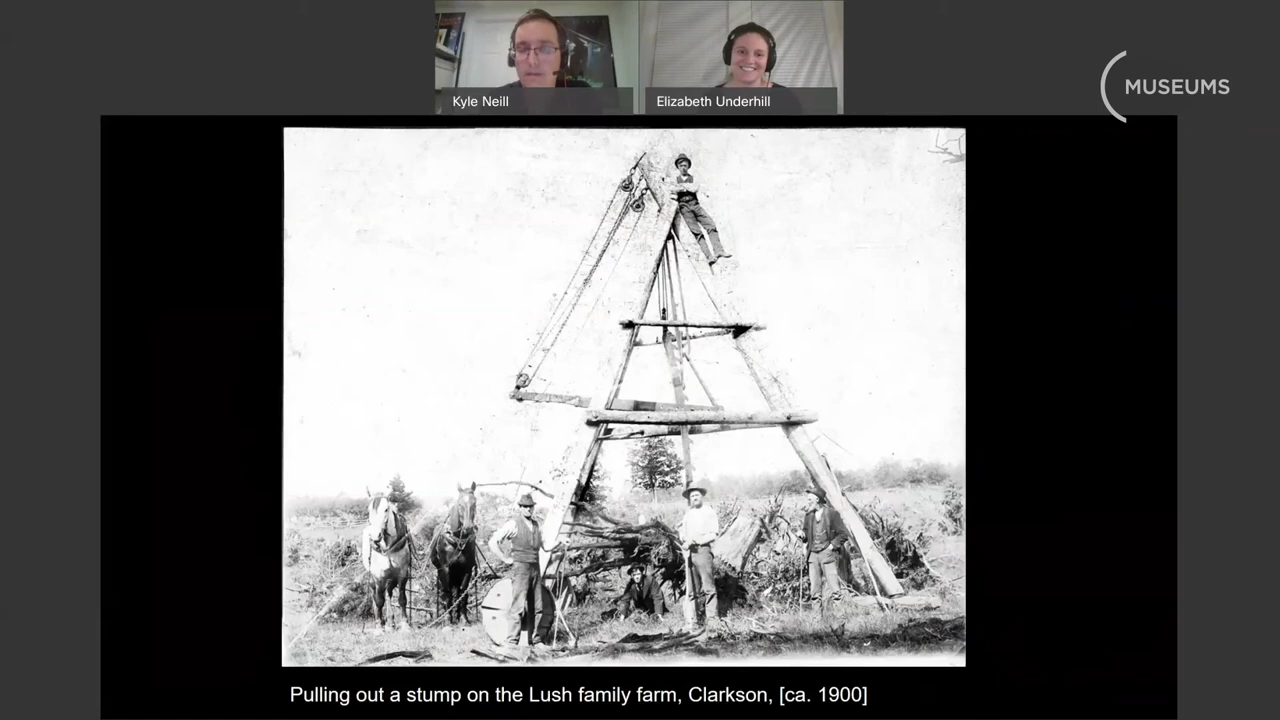 Kyle Neill
Elizabeth Underhill
MUSEUMS
Pulling out a stump on the Lush family farm, Clarkson, [ca. 1900]